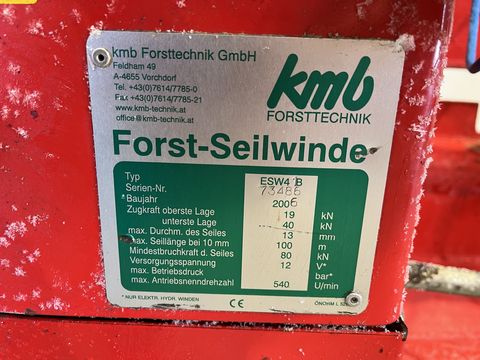 kmb Forsttechnik GmbH
Feldham 49
A-4655 Vorchdorf
Tel. +43(0)7614/7785-0
Fax +43(0)7614/7785-21
www.kmb-technik.at
office@kmb-technik.at
kmb
FORSTTECHNIK
Forst-Seilwinde
Typ ESW4 1B
Serien-Nr. 73486
Baujahr 2006
Zugkraft oberste Lage 19 kN
unterste Lage 40 kN
max. Durchm. des Seiles 13 mm
max. Seillänge bei 10 mm 100 m
Mindestbruchkraft d. Seiles 80 kN
Versorgungsspannung 12 V*
max. Betriebsdruck bar*
max. Antriebsnenndrehzahl 540 U/min
* NUR ELEKTR. HYDR. WINDEN
CE
ÖNORM L